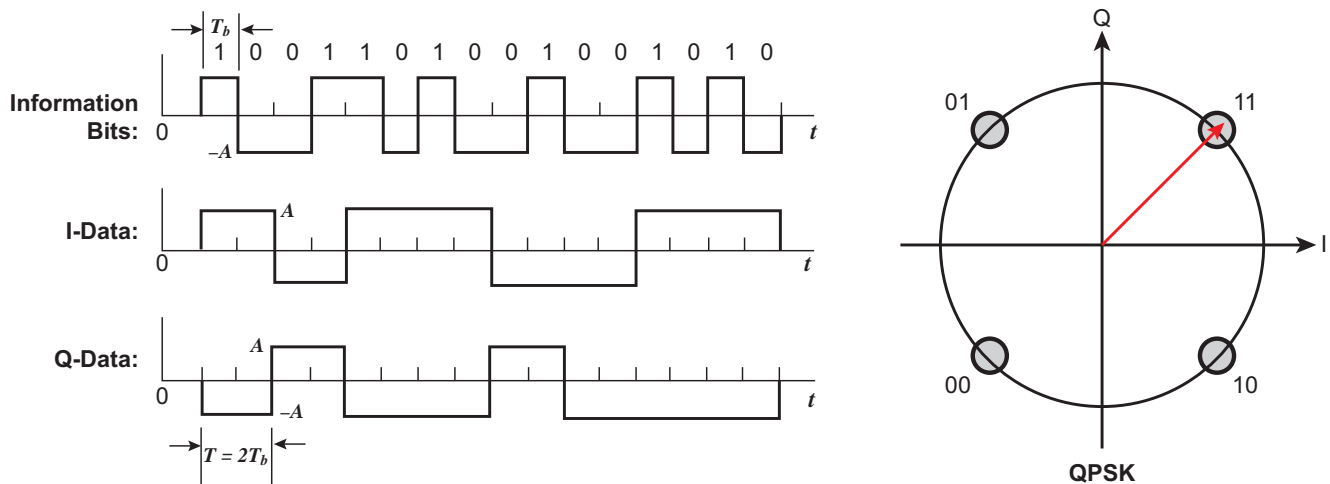 T_b
1 0 0 1 1 0 1 0 0 1 0 0 1 0 1 0
Information
Bits:
0
–A
t
I-Data:
A
0
t
Q-Data:
A
0
–A
t
T = 2T_b
Q
01
11
I
00
10
QPSK